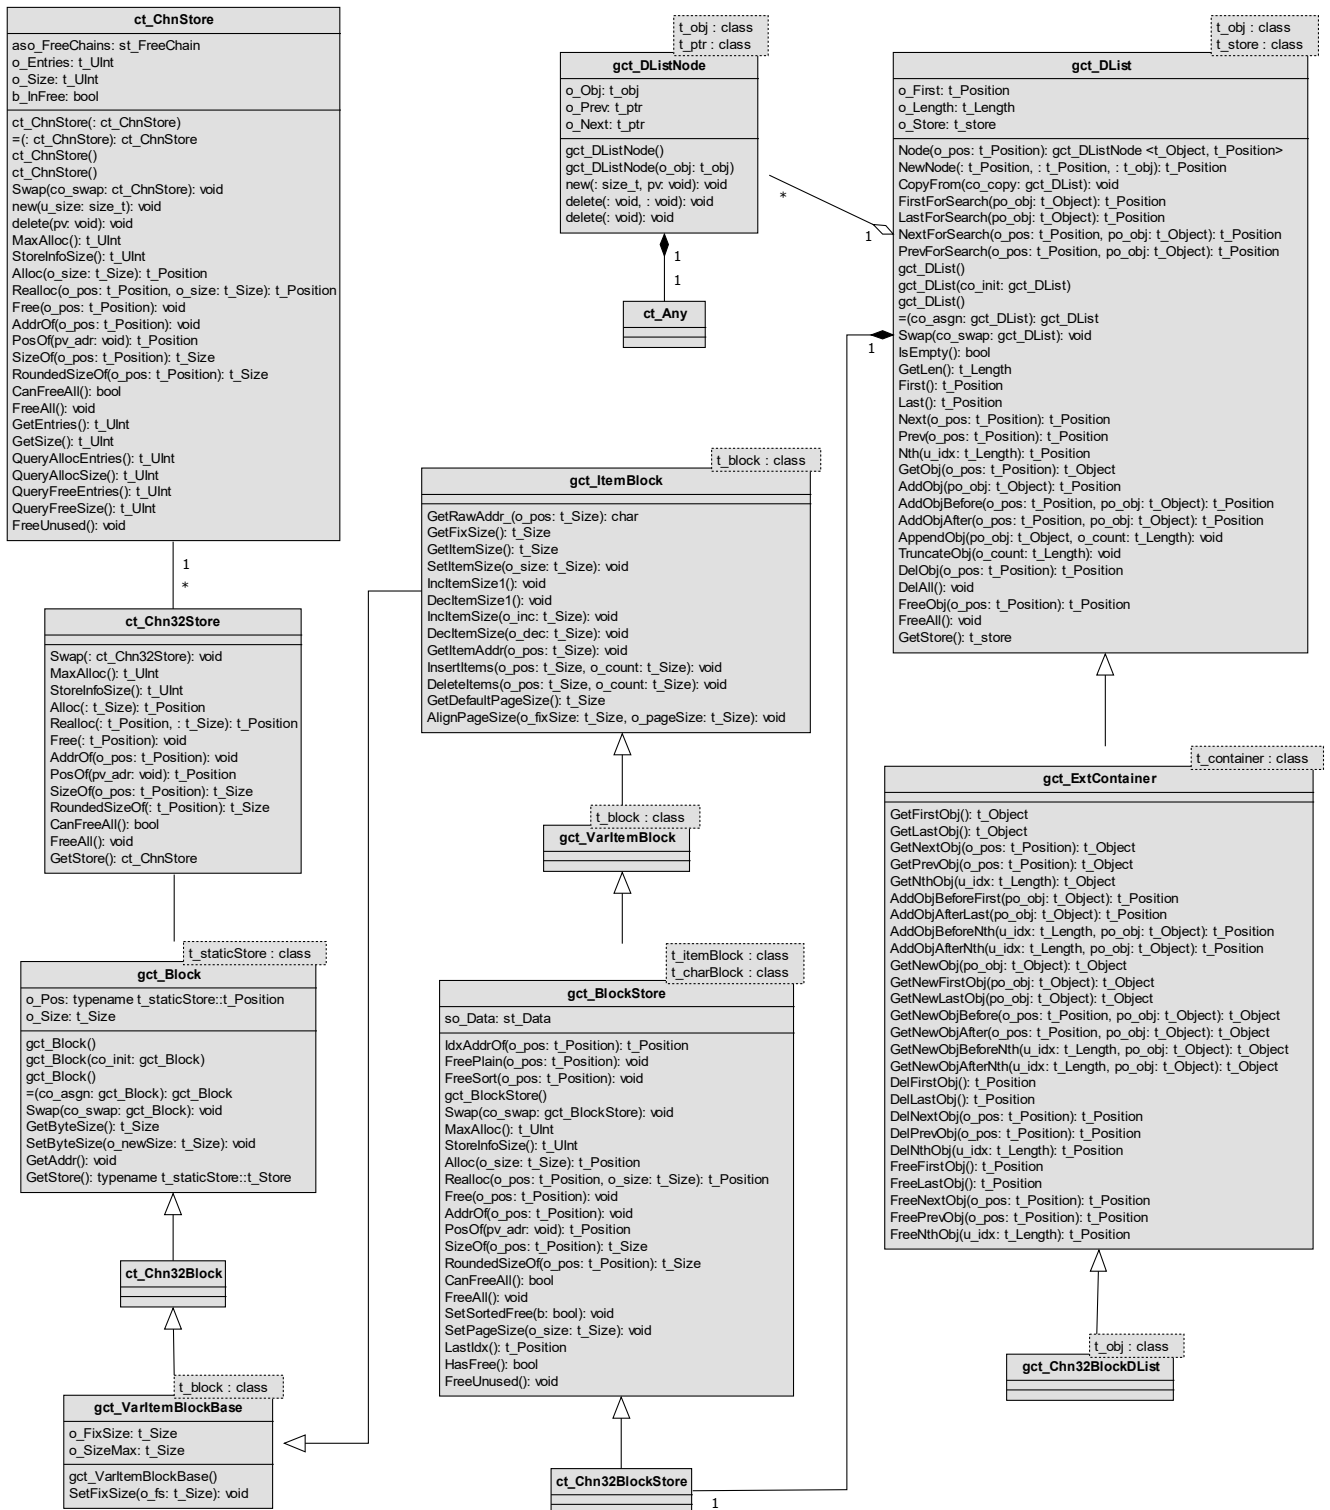 ct_ChnStore
aso_FreeChains: st_FreeChain
o_Entries: t_UInt
o_Size: t_UInt
b_InFree: bool
ct_ChnStore(: ct_ChnStore)
=(: ct_ChnStore): ct_ChnStore
ct_ChnStore()
ct_ChnStore()
Swap(co_swap: ct_ChnStore): void
new(u_size: size_t): void
delete(pv: void): void
MaxAlloc(): t_UInt
StoreInfoSize(): t_UInt
Alloc(o_size: t_Size): t_Position
Realloc(o_pos: t_Position, o_size: t_Size): t_Position
Free(o_pos: t_Position): void
AddrOf(o_pos: t_Position): void
PosOf(pv_adr: void): t_Position
SizeOf(o_pos: t_Position): t_Size
RoundedSizeOf(o_pos: t_Position): t_Size
CanFreeAll(): bool
FreeAll(): void
GetEntries(): t_UInt
GetSize(): t_UInt
QueryAllocEntries(): t_UInt
QueryAllocSize(): t_UInt
QueryFreeEntries(): t_UInt
QueryFreeSize(): t_UInt
FreeUnused(): void
1
*
ct_Chn32Store
Swap(: ct_Chn32Store): void
MaxAlloc(): t_UInt
StoreInfoSize(): t_UInt
Alloc(: t_Size): t_Position
Realloc(: t_Position, : t_Size): t_Position
Free(: t_Position): void
AddrOf(o_pos: t_Position): void
PosOf(pv_adr: void): t_Position
SizeOf(o_pos: t_Position): t_Size
RoundedSizeOf(: t_Position): t_Size
CanFreeAll(): bool
FreeAll(): void
GetStore(): ct_ChnStore
t_staticStore : class
gct_Block
o_Pos: typename t_staticStore::t_Position
o_Size: t_Size
gct_Block()
gct_Block(co_init: gct_Block)
gct_Block()
=(co_asgn: gct_Block): gct_Block
Swap(co_swap: gct_Block): void
GetByteSize(): t_Size
SetByteSize(o_newSize: t_Size): void
GetAddr(): void
GetStore(): typename t_staticStore::t_Store
ct_Chn32Block
t_block : class
gct_VarItemBlockBase
o_FixSize: t_Size
o_SizeMax: t_Size
gct_VarItemBlockBase()
SetFixSize(o_fs: t_Size): void
t_obj : class
t_ptr : class
gct_DListNode
o_Obj: t_obj
o_Prev: t_ptr
o_Next: t_ptr
gct_DListNode()
gct_DListNode(o_obj: t_obj)
new(: size_t, pv: void): void
delete(: void, : void): void
delete(: void): void
1
1
ct_Any
*
1
1
t_block : class
gct_ItemBlock
GetRawAddr_(o_pos: t_Size): char
GetFixSize(): t_Size
GetItemSize(): t_Size
SetItemSize(o_size: t_Size): void
IncItemSize1(): void
DecItemSize1(): void
IncItemSize(o_inc: t_Size): void
DecItemSize(o_dec: t_Size): void
GetItemAddr(o_pos: t_Size): void
InsertItems(o_pos: t_Size, o_count: t_Size): void
DeleteItems(o_pos: t_Size, o_count: t_Size): void
GetDefaultPageSize(): t_Size
AlignPageSize(o_fixSize: t_Size, o_pageSize: t_Size): void
t_block : class
gct_VarItemBlock
t_itemBlock : class
t_charBlock : class
gct_BlockStore
so_Data: st_Data
IdxAddrOf(o_pos: t_Position): t_Position
FreePlain(o_pos: t_Position): void
FreeSort(o_pos: t_Position): void
gct_BlockStore()
Swap(co_swap: gct_BlockStore): void
MaxAlloc(): t_UInt
StoreInfoSize(): t_UInt
Alloc(o_size: t_Size): t_Position
Realloc(o_pos: t_Position, o_size: t_Size): t_Position
Free(o_pos: t_Position): void
AddrOf(o_pos: t_Position): void
PosOf(pv_adr: void): t_Position
SizeOf(o_pos: t_Position): t_Size
RoundedSizeOf(o_pos: t_Position): t_Size
CanFreeAll(): bool
FreeAll(): void
SetSortedFree(b: bool): void
SetPageSize(o_size: t_Size): void
LastIdx(): t_Position
HasFree(): bool
FreeUnused(): void
ct_Chn32BlockStore
1
t_obj : class
t_store : class
gct_DList
o_First: t_Position
o_Length: t_Length
o_Store: t_store
Node(o_pos: t_Position): gct_DListNode <t_Object, t_Position>
NewNode(: t_Position, : t_Position, : t_obj): t_Position
CopyFrom(co_copy: gct_DList): void
FirstForSearch(po_obj: t_Object): t_Position
LastForSearch(po_obj: t_Object): t_Position
NextForSearch(o_pos: t_Position, po_obj: t_Object): t_Position
PrevForSearch(o_pos: t_Position, po_obj: t_Object): t_Position
gct_DList()
gct_DList(co_init: gct_DList)
gct_DList()
=(co_asgn: gct_DList): gct_DList
Swap(co_swap: gct_DList): void
IsEmpty(): bool
GetLen(): t_Length
First(): t_Position
Last(): t_Position
Next(o_pos: t_Position): t_Position
Prev(o_pos: t_Position): t_Position
Nth(u_idx: t_Length): t_Position
GetObj(o_pos: t_Position): t_Object
AddObj(po_obj: t_Object): t_Position
AddObjBefore(o_pos: t_Position, po_obj: t_Object): t_Position
AddObjAfter(o_pos: t_Position, po_obj: t_Object): t_Position
AppendObj(po_obj: t_Object, o_count: t_Length): void
TruncateObj(o_count: t_Length): void
DelObj(o_pos: t_Position): t_Position
DelAll(): void
FreeObj(o_pos: t_Position): t_Position
FreeAll(): void
GetStore(): t_store
t_container : class
gct_ExtContainer
GetFirstObj(): t_Object
GetLastObj(): t_Object
GetNextObj(o_pos: t_Position): t_Object
GetPrevObj(o_pos: t_Position): t_Object
GetNthObj(u_idx: t_Length): t_Object
AddObjBeforeFirst(po_obj: t_Object): t_Position
AddObjAfterLast(po_obj: t_Object): t_Position
AddObjBeforeNth(u_idx: t_Length, po_obj: t_Object): t_Position
AddObjAfterNth(u_idx: t_Length, po_obj: t_Object): t_Position
GetNewObj(po_obj: t_Object): t_Object
GetNewFirstObj(po_obj: t_Object): t_Object
GetNewLastObj(po_obj: t_Object): t_Object
GetNewObjBefore(o_pos: t_Position, po_obj: t_Object): t_Object
GetNewObjAfter(o_pos: t_Position, po_obj: t_Object): t_Object
GetNewObjBeforeNth(u_idx: t_Length, po_obj: t_Object): t_Object
GetNewObjAfterNth(u_idx: t_Length, po_obj: t_Object): t_Object
DelFirstObj(): t_Position
DelLastObj(): t_Position
DelNextObj(o_pos: t_Position): t_Position
DelPrevObj(o_pos: t_Position): t_Position
DelNthObj(u_idx: t_Length): t_Position
FreeFirstObj(): t_Position
FreeLastObj(): t_Position
FreeNextObj(o_pos: t_Position): t_Position
FreePrevObj(o_pos: t_Position): t_Position
FreeNthObj(u_idx: t_Length): t_Position
t_obj : class
gct_Chn32BlockDList